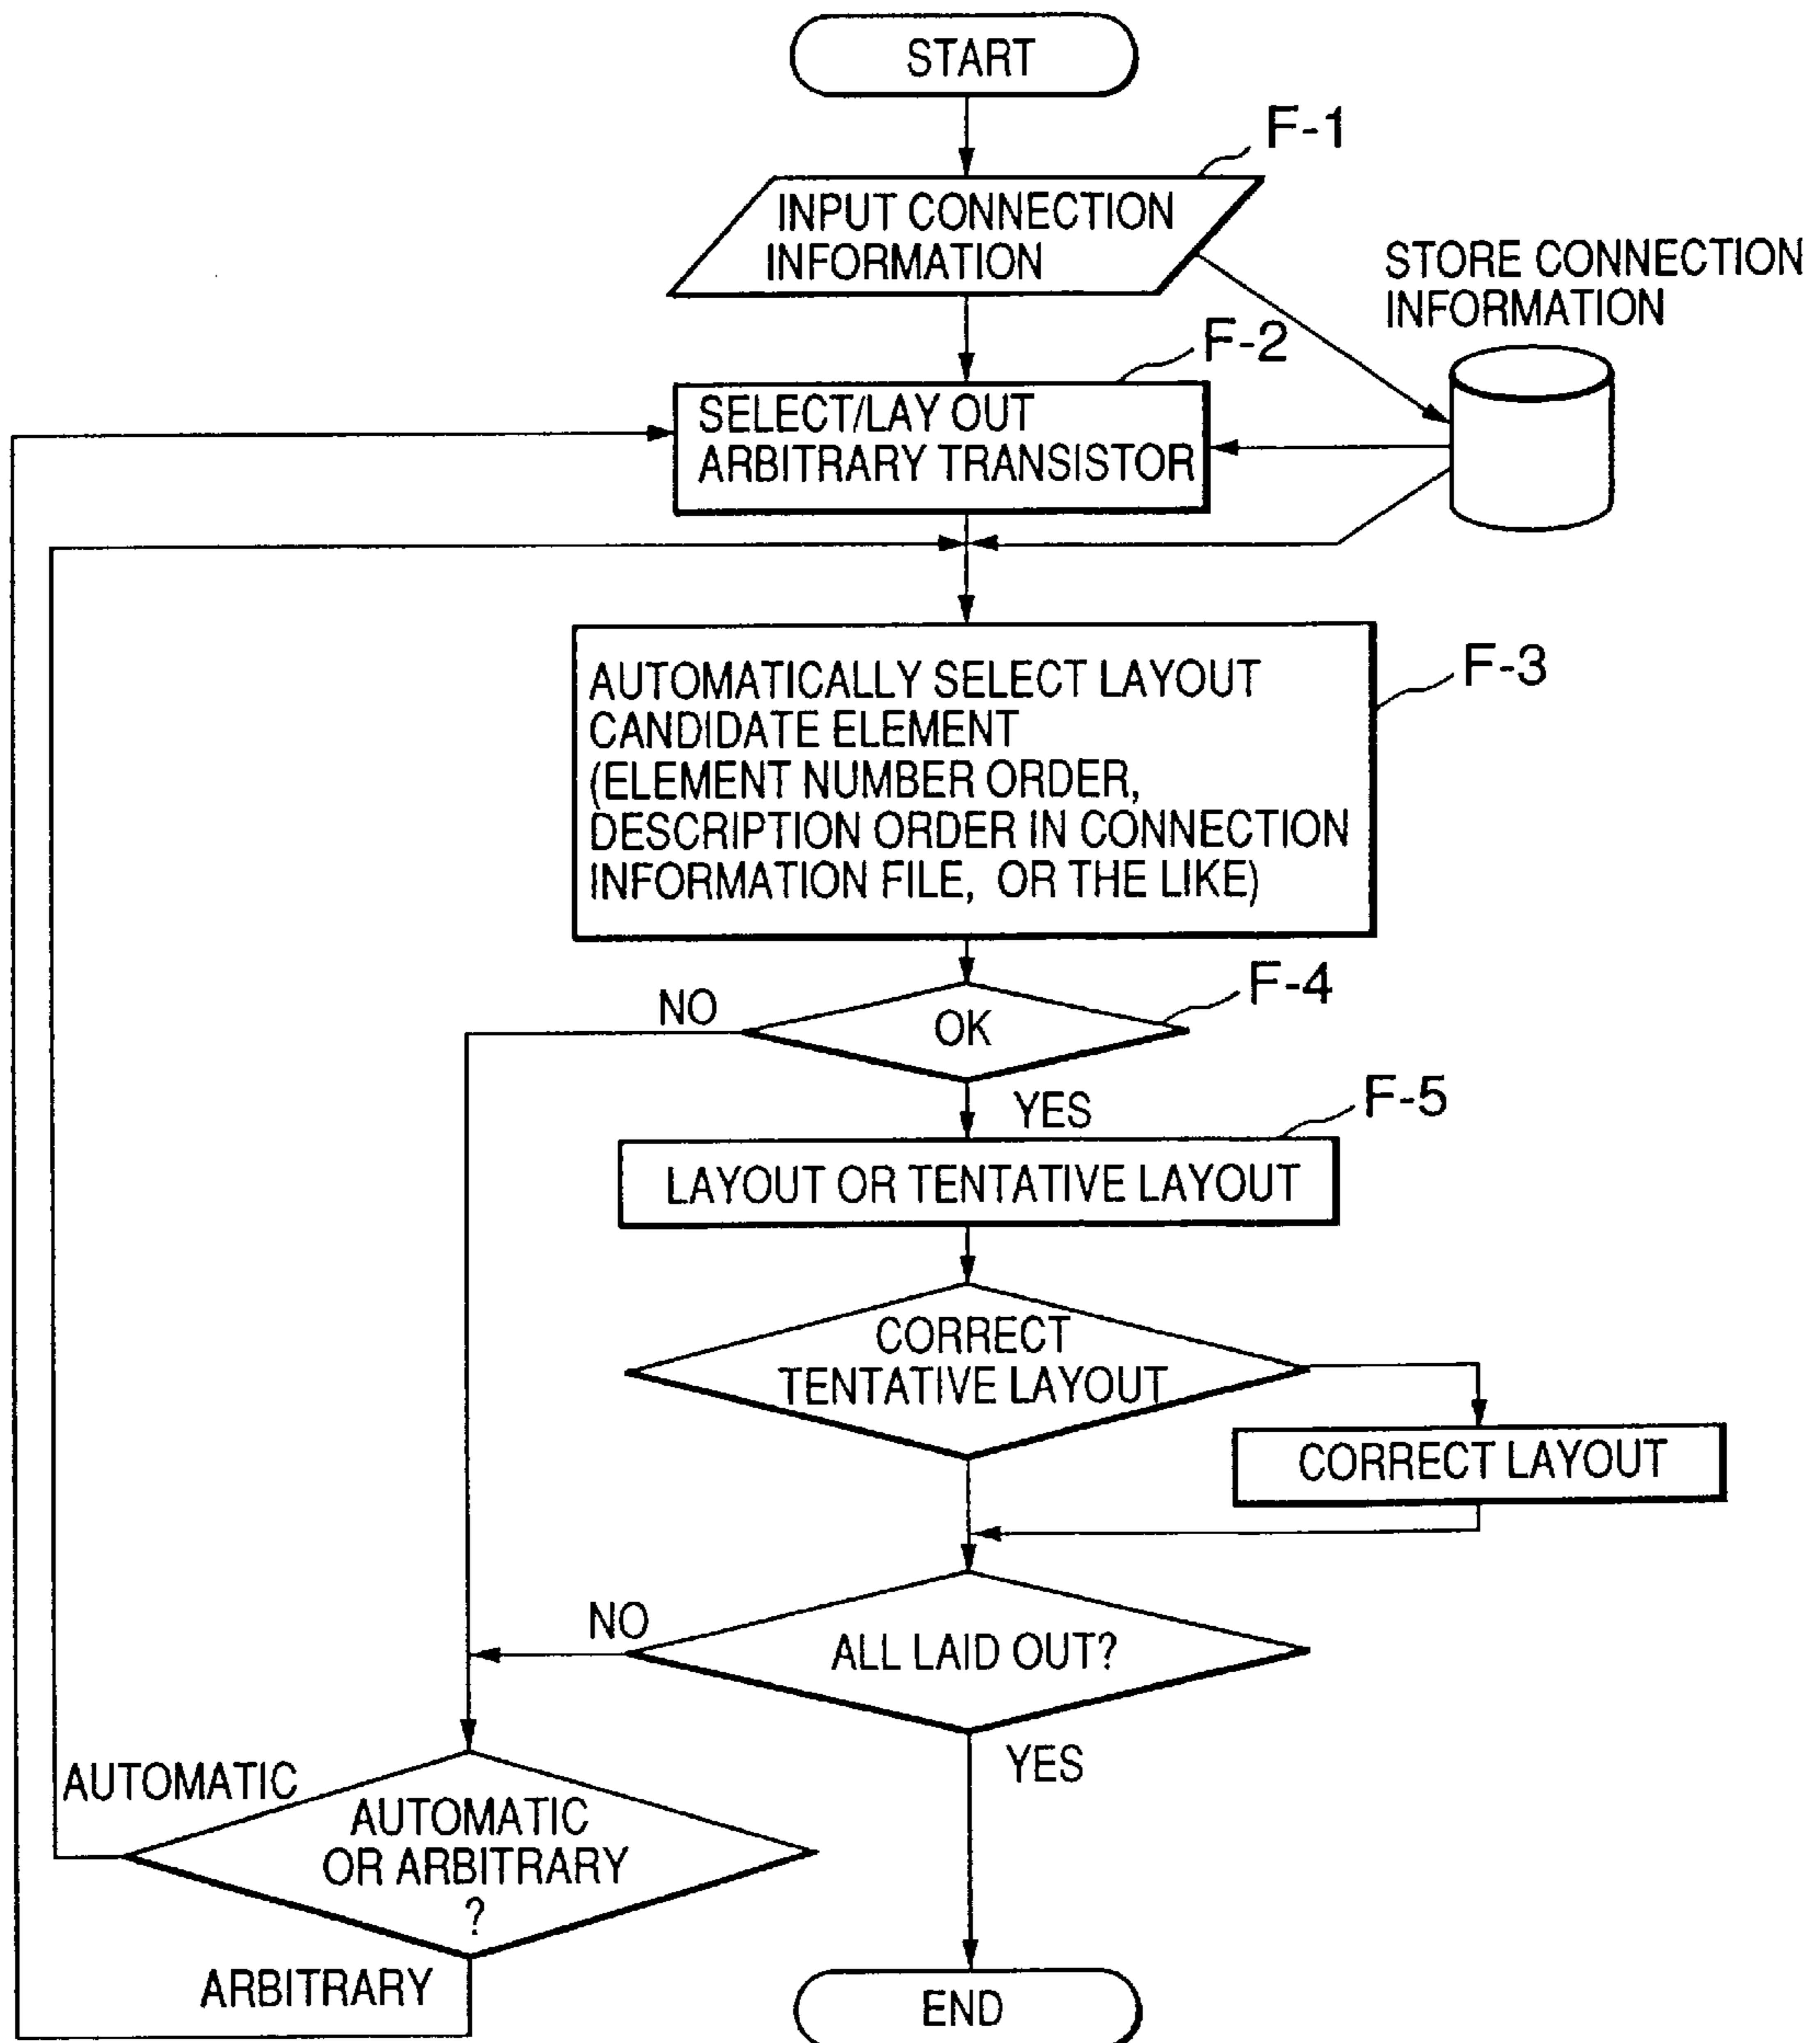 START
F-1
INPUT CONNECTION
INFORMATION
STORE CONNECTION
INFORMATION
F-2
SELECT/LAY OUT
ARBITRARY TRANSISTOR
F-3
AUTOMATICALLY SELECT LAYOUT
CANDIDATE ELEMENT
(ELEMENT NUMBER ORDER,
DESCRIPTION ORDER IN CONNECTION
INFORMATION FILE, OR THE LIKE)
F-4
NO
OK
YES
F-5
LAYOUT OR TENTATIVE LAYOUT
CORRECT
TENTATIVE LAYOUT
CORRECT LAYOUT
NO
ALL LAID OUT?
YES
AUTOMATIC
AUTOMATIC
OR ARBITRARY
?
ARBITRARY
END